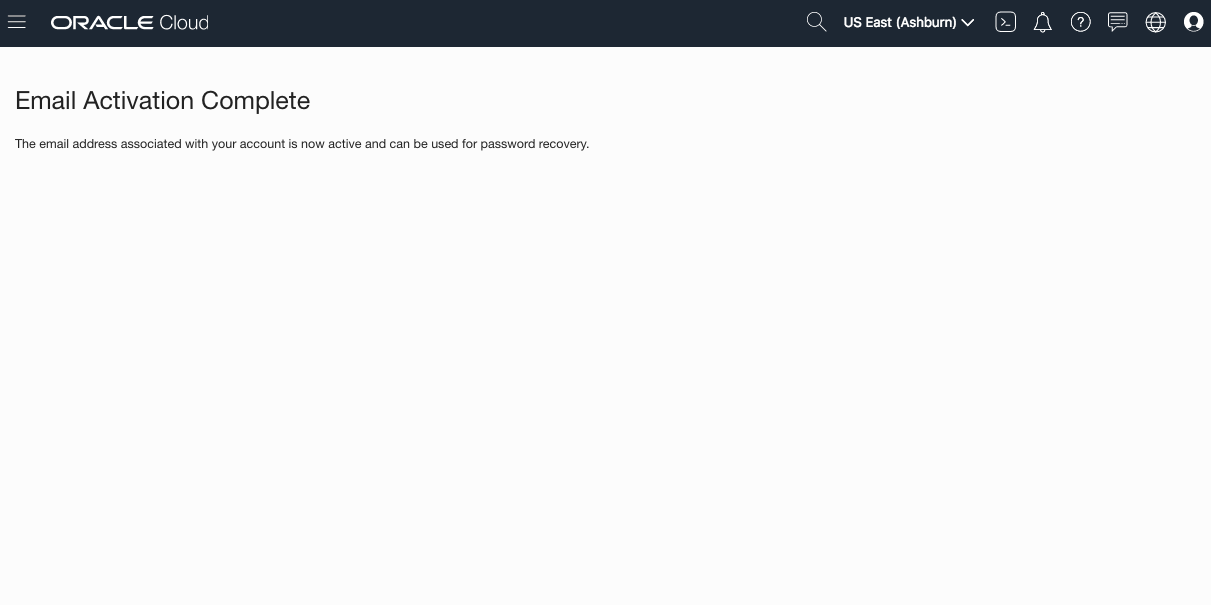 ORACLE Cloud
US East (Ashburn)
Email Activation Complete
The email address associated with your account is now active and can be used for password recovery.